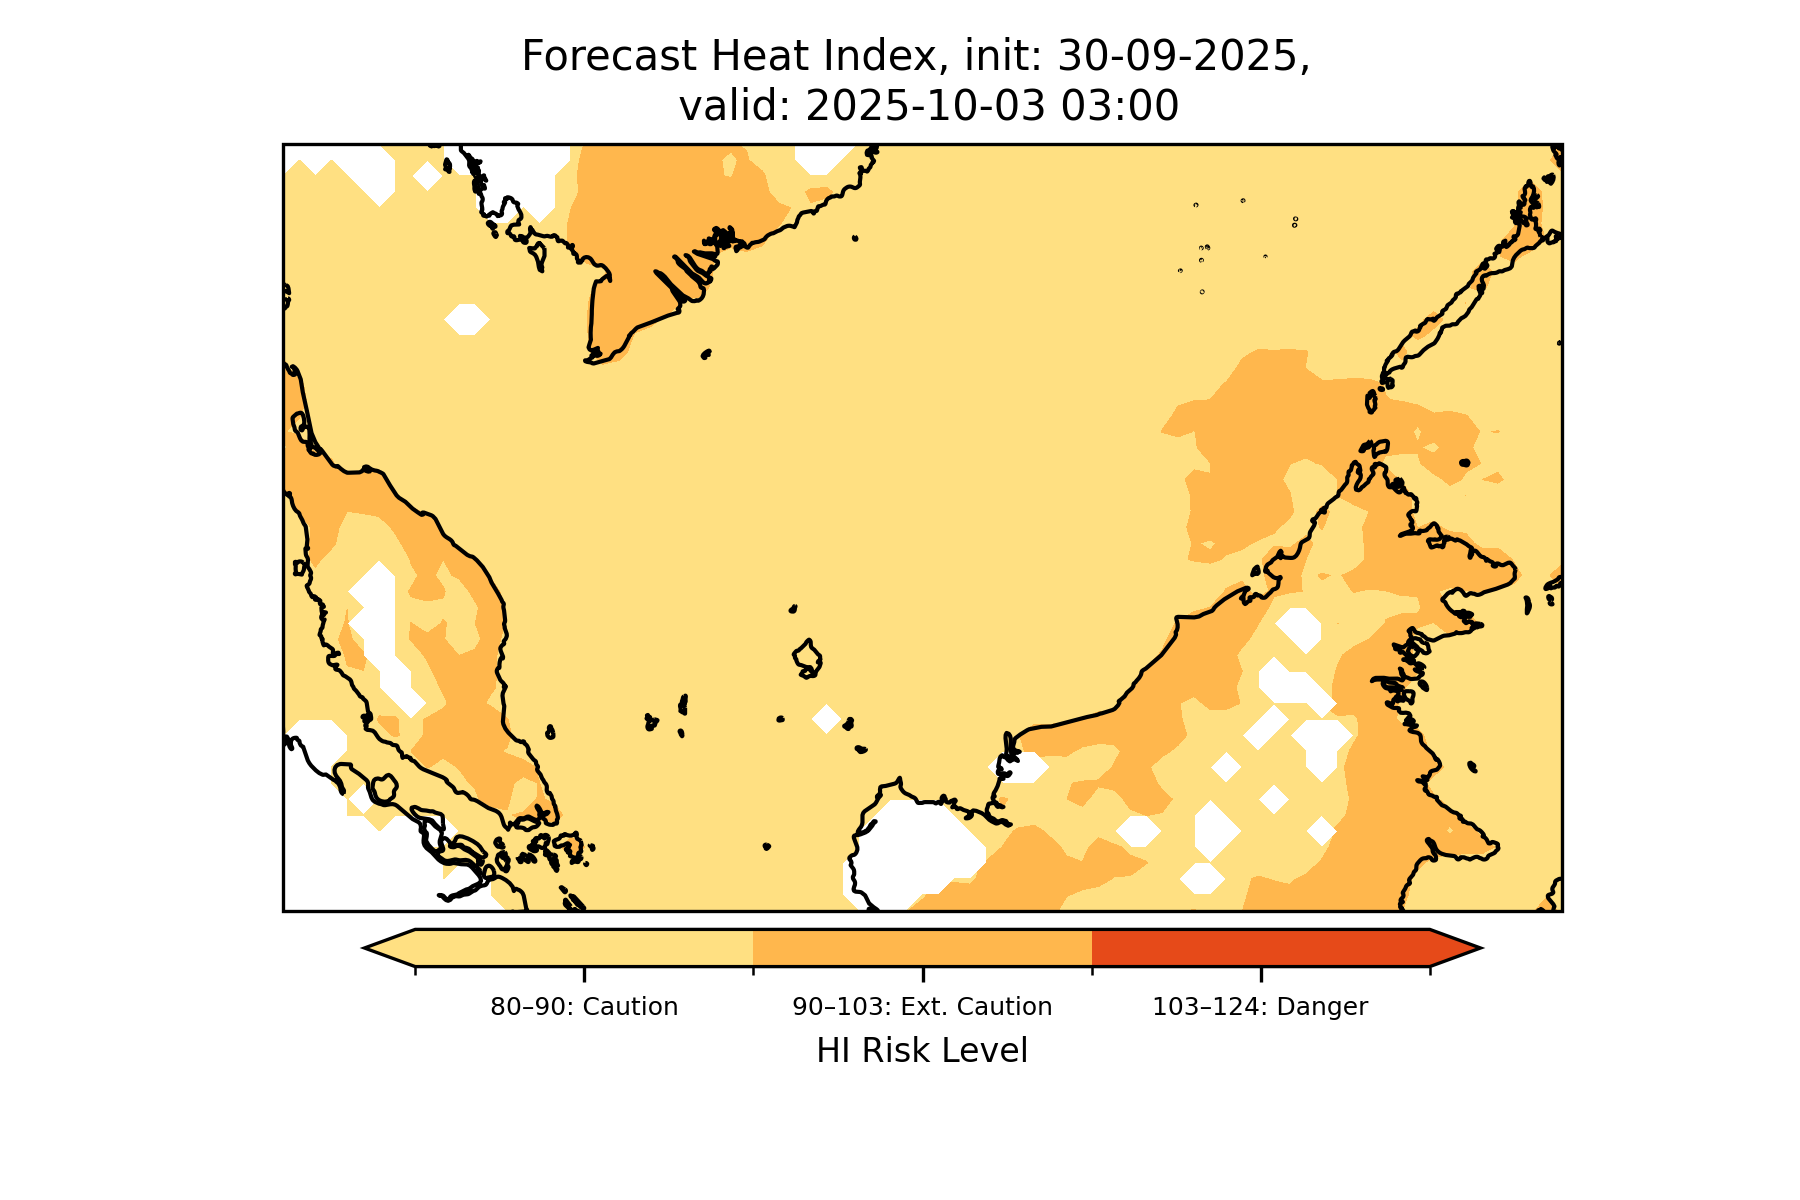 Forecast Heat Index, init: 30-09-2025,
valid: 2025-10-03 03:00
80–90: Caution
90–103: Ext. Caution
103–124: Danger
HI Risk Level